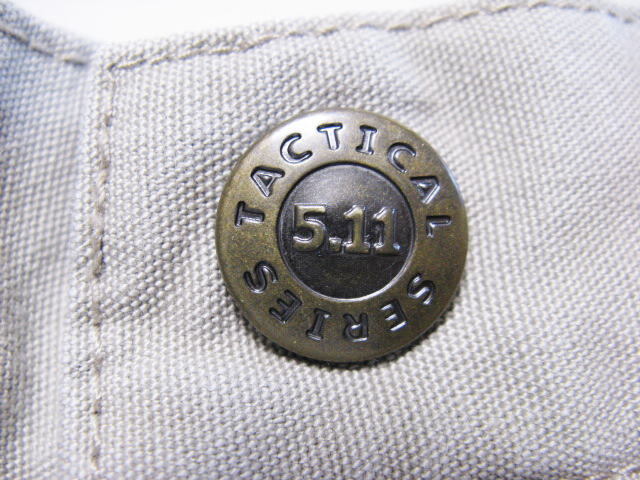 TACTICAL
5.11
SERIES